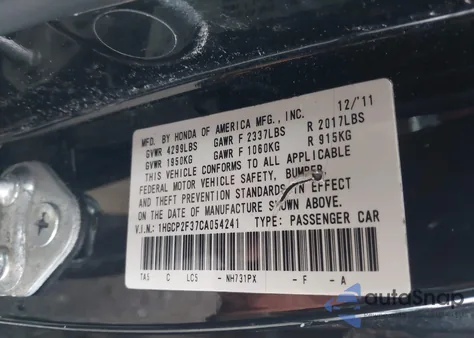 MFD. BY HONDA OF AMERICA MFG., INC. 12/'11
GVWR 4299LBS GAWR F 2337LBS R 2017LBS
GVWR 1950KG GAWR F 1060KG R 915KG
THIS VEHICLE CONFORMS TO ALL APPLICABLE
FEDERAL MOTOR VEHICLE SAFETY, BUMPER
AND THEFT PREVENTION STANDARDS IN EFFECT
ON THE DATE OF MANUFACTURE SHOWN ABOVE.
V.I.N.: 1HGCP2F37CA054241 TYPE: PASSENGER CAR
TA5 C LC5 - NH731PX - F - A
autoSnap